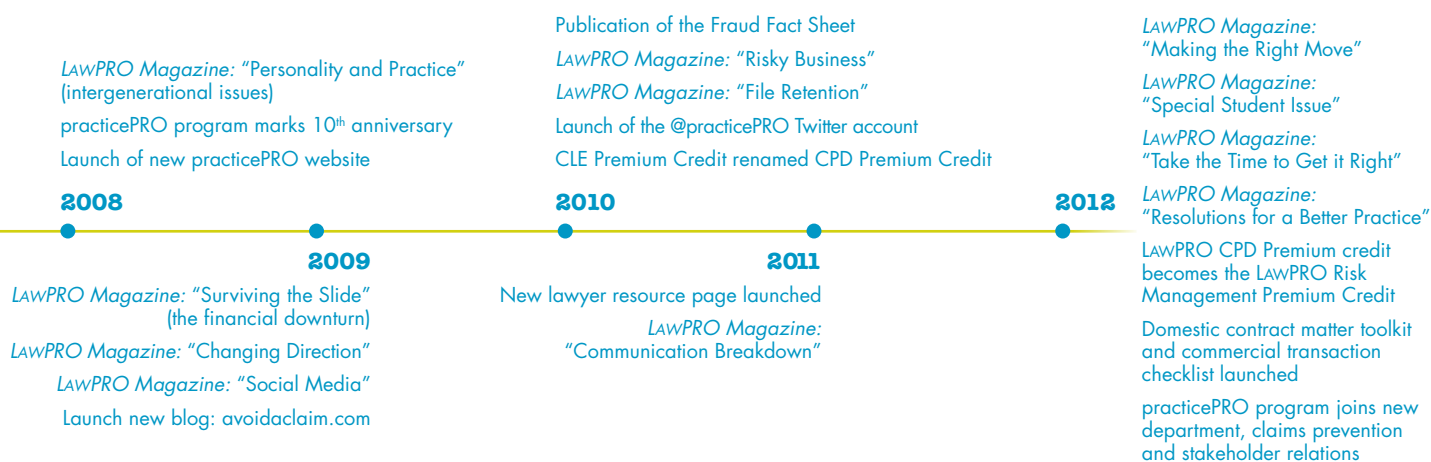 LAWPRO Magazine: “Personality and Practice”
(intergenerational issues)
practicePRO program marks 10th anniversary
Launch of new practicePRO website
2008
2009
LAWPRO Magazine: “Surviving the Slide”
(the financial downturn)
LAWPRO Magazine: “Changing Direction”
LAWPRO Magazine: “Social Media”
Launch new blog: avoidaclaim.com
Publication of the Fraud Fact Sheet
LAWPRO Magazine: “Risky Business”
LAWPRO Magazine: “File Retention”
Launch of the @practicePRO Twitter account
CLE Premium Credit renamed CPD Premium Credit
2010
2011
New lawyer resource page launched
LAWPRO Magazine:
“Communication Breakdown”
2012
LAWPRO Magazine:
“Making the Right Move”
LAWPRO Magazine:
“Special Student Issue”
LAWPRO Magazine:
“Take the Time to Get it Right”
LAWPRO Magazine:
“Resolutions for a Better Practice”
LAWPRO CPD Premium credit
becomes the LAWPRO Risk
Management Premium Credit
Domestic contract matter toolkit
and commercial transaction
checklist launched
practicePRO program joins new
department, claims prevention
and stakeholder relations